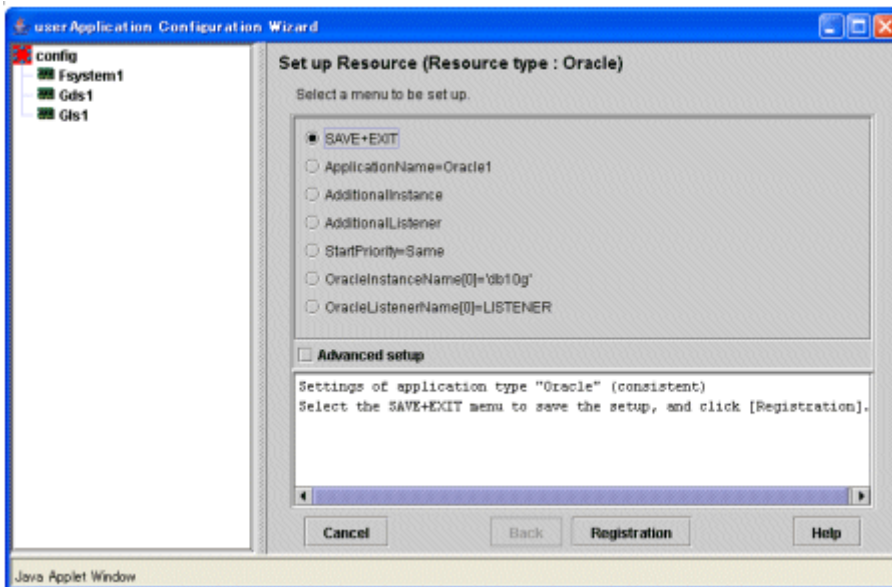 userApplication Configuration Wizard
config
Fsystem1
Gds1
Gls1
Set up Resource (Resource type : Oracle)
Select a menu to be set up.
SAVE+EXIT
ApplicationName=Oracle1
AdditionalInstance
AdditionalListener
StartPriority=Same
OracleInstanceName[0]='db10g'
OracleListenerName[0]=LISTENER
Advanced setup
Settings of application type "Oracle" (consistent)
Select the SAVE+EXIT menu to save the setup, and click [Registration].
Cancel Back Registration Help
Java Applet Window